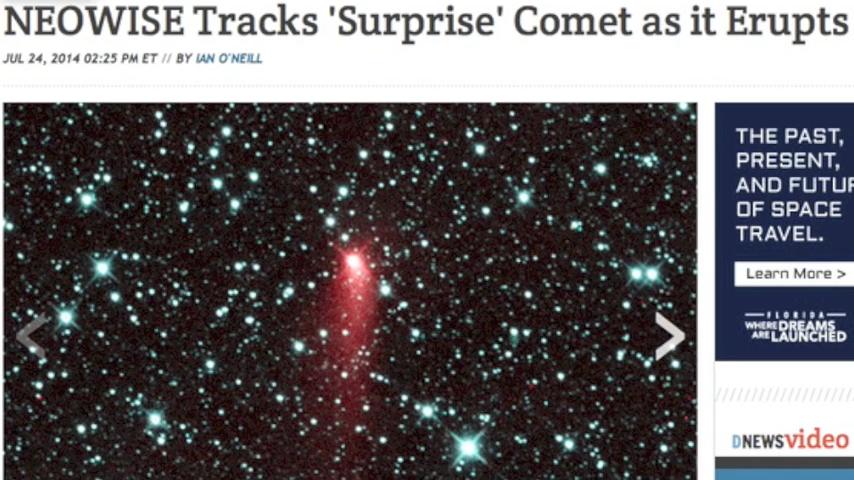 NEOWISE Tracks 'Surprise' Comet as it Erupts
JUL 24, 2014 02:25 PM ET // BY IAN O'NEILL
THE PAST,
PRESENT,
AND FUTUR
OF SPACE
TRAVEL.
Learn More >
FLORIDA
WHERE DREAMS
ARE LAUNCHED
DNEWSvideo